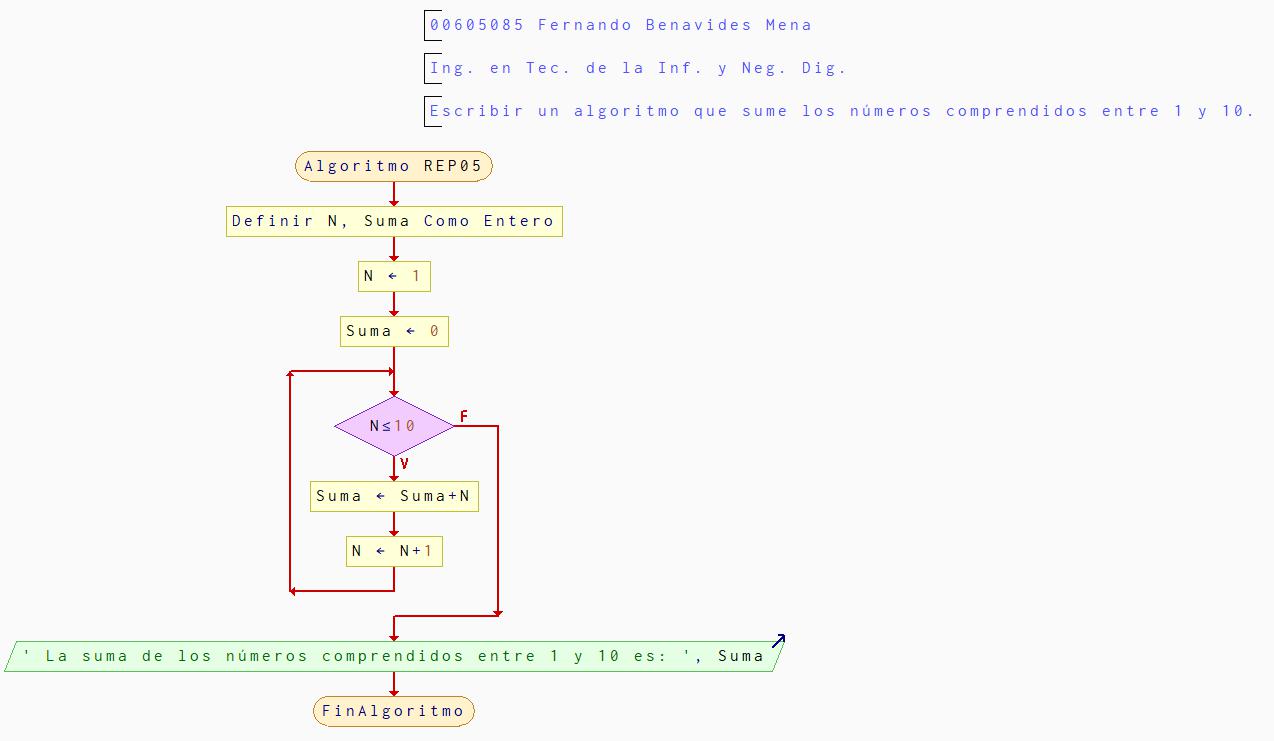 00605085 Fernando Benavides Mena
Ing. en Tec. de la Inf. y Neg. Dig.
Escribir un algoritmo que sume los números comprendidos entre 1 y 10.
Algoritmo REP05
Definir N, Suma Como Entero
N ← 1
Suma ← 0
N≤10
F
V
Suma ← Suma+N
N ← N+1
' La suma de los números comprendidos entre 1 y 10 es: ', Suma
FinAlgoritmo